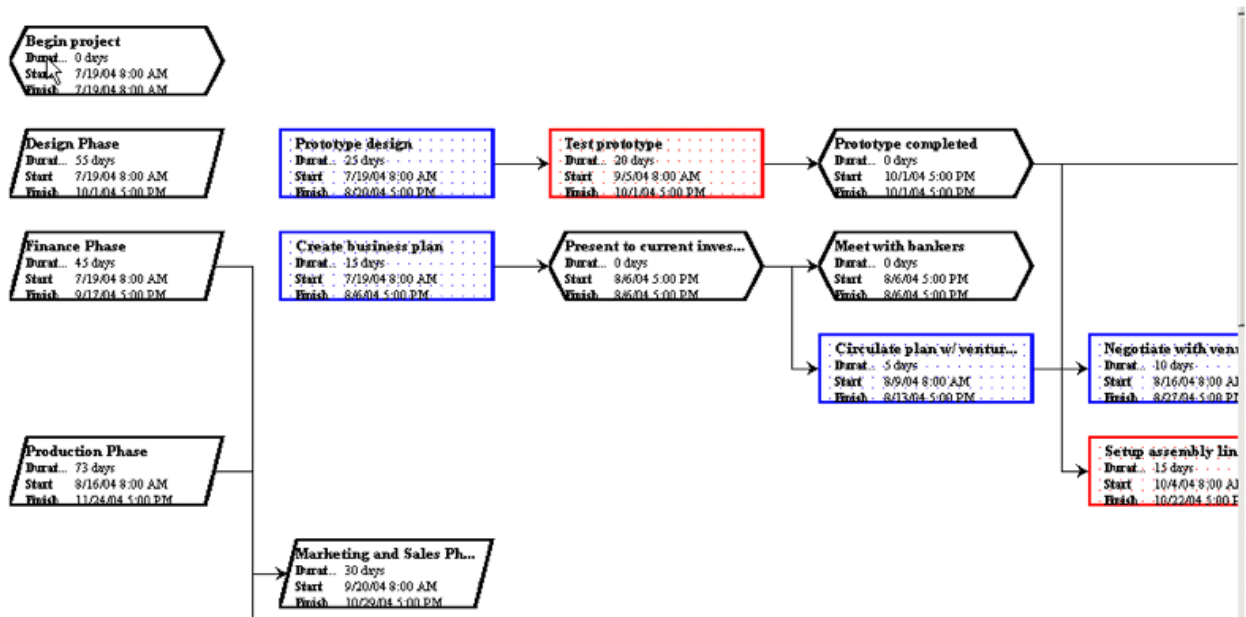 Begin project
Durat... 0 days
Start 7/19/04 8:00 AM
Finish 7/19/04 8:00 AM
Design Phase
Durat... 55 days
Start 7/19/04 8:00 AM
Finish 10/1/04 5:00 PM
Prototype design
Durat... 25 days
Start 7/19/04 8:00 AM
Finish 8/20/04 5:00 PM
Test prototype
Durat... 20 days
Start 9/5/04 8:00 AM
Finish 10/1/04 5:00 PM
Prototype completed
Durat... 0 days
Start 10/1/04 5:00 PM
Finish 10/1/04 5:00 PM
Finance Phase
Durat... 45 days
Start 7/19/04 8:00 AM
Finish 9/17/04 5:00 PM
Create business plan
Durat... 15 days
Start 7/19/04 8:00 AM
Finish 8/6/04 5:00 PM
Present to current inves...
Durat... 0 days
Start 8/6/04 5:00 PM
Finish 8/6/04 5:00 PM
Meet with bankers
Durat... 0 days
Start 8/6/04 5:00 PM
Finish 8/6/04 5:00 PM
Circulate plan w/ ventur...
Durat... 5 days
Start 8/9/04 8:00 AM
Finish 8/13/04 5:00 PM
Negotiate with
Durat... 10 days
Start 8/16/04 8:00
Finish 8/27/04 5:00 PM
Production Phase
Durat... 73 days
Start 8/16/04 8:00 AM
Finish 11/24/04 5:00 PM
Setup assembly lin
Durat... 15 days
Start 10/4/04 8:00
Finish 10/22/04 5:00
Marketing and Sales Ph...
Durat... 30 days
Start 9/20/04 8:00 AM
Finish 10/29/04 5:00 PM